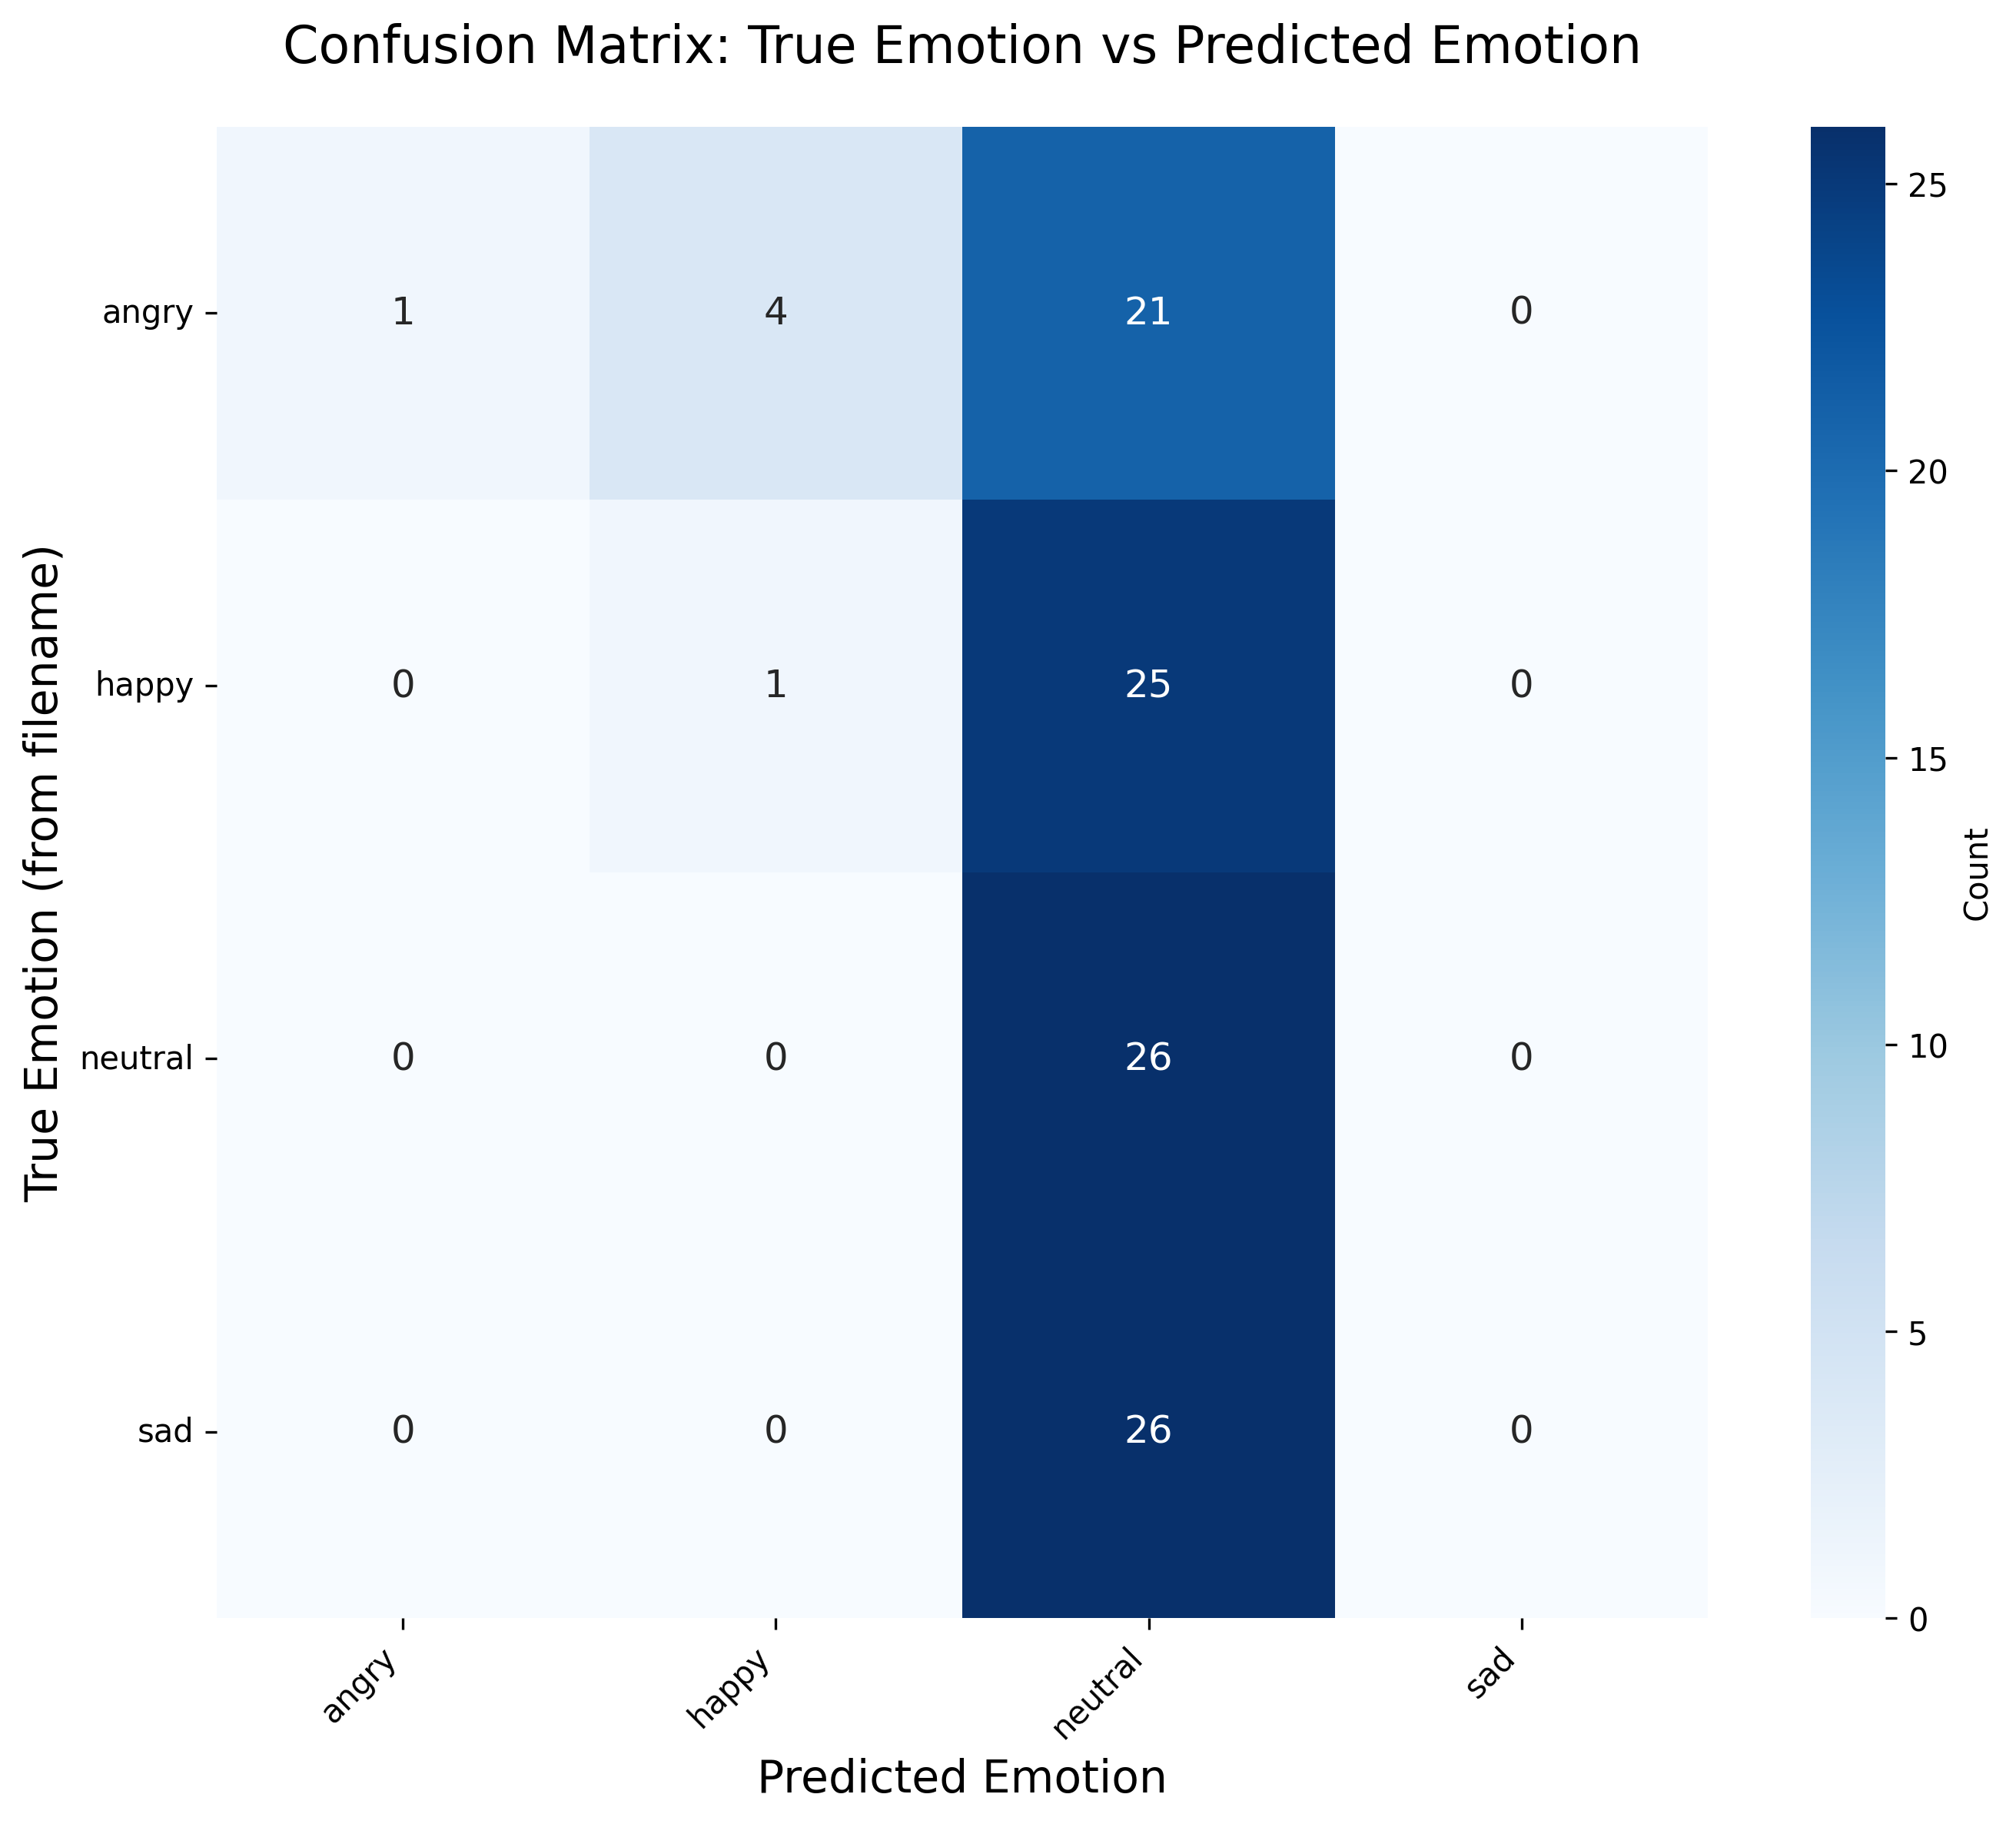 Confusion Matrix: True Emotion vs Predicted Emotion
True Emotion (from filename)
angry 1 4 21 0
happy 0 1 25 0
neutral 0 0 26 0
sad 0 0 26 0
angry happy neutral sad
Predicted Emotion
25
20
15
10
5
0
Count